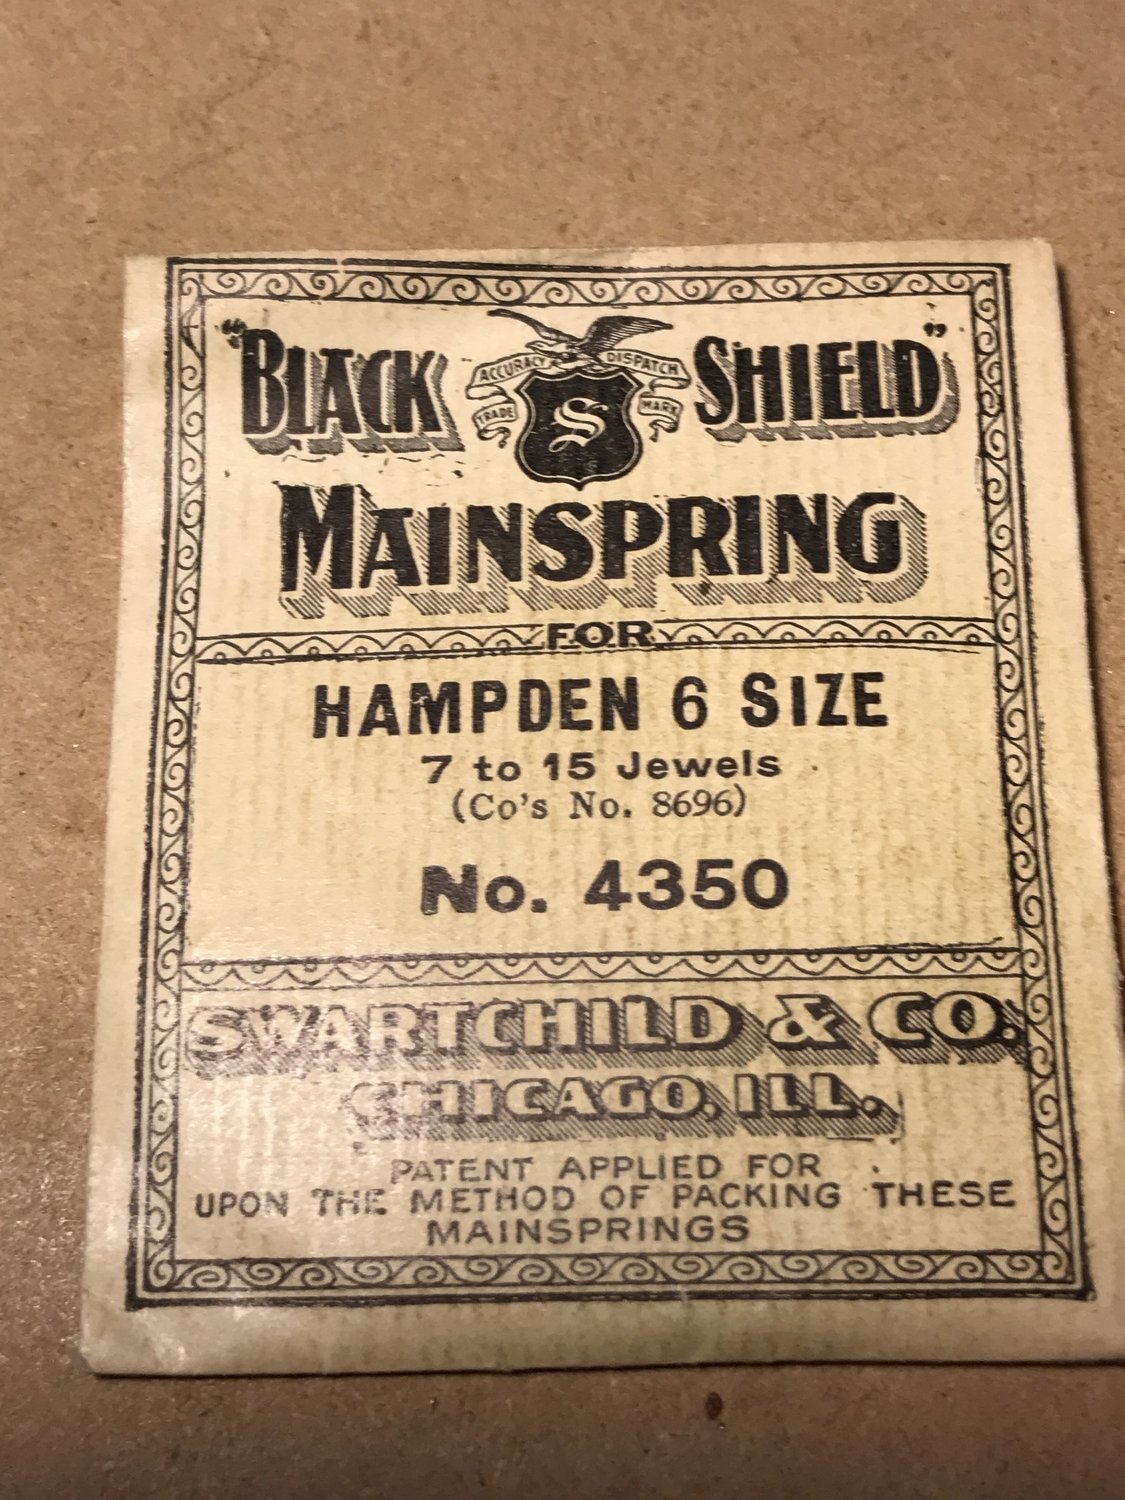 "BLACK SHIELD"
ACCURACY DISPATCH
TRADE MARK
S
MAINSPRING
FOR
HAMPDEN 6 SIZE
7 to 15 Jewels
(Co's No. 8696)
No. 4350
SWARTCHILD & CO.
CHICAGO, ILL.
PATENT APPLIED FOR
UPON THE METHOD OF PACKING THESE
MAINSPRINGS